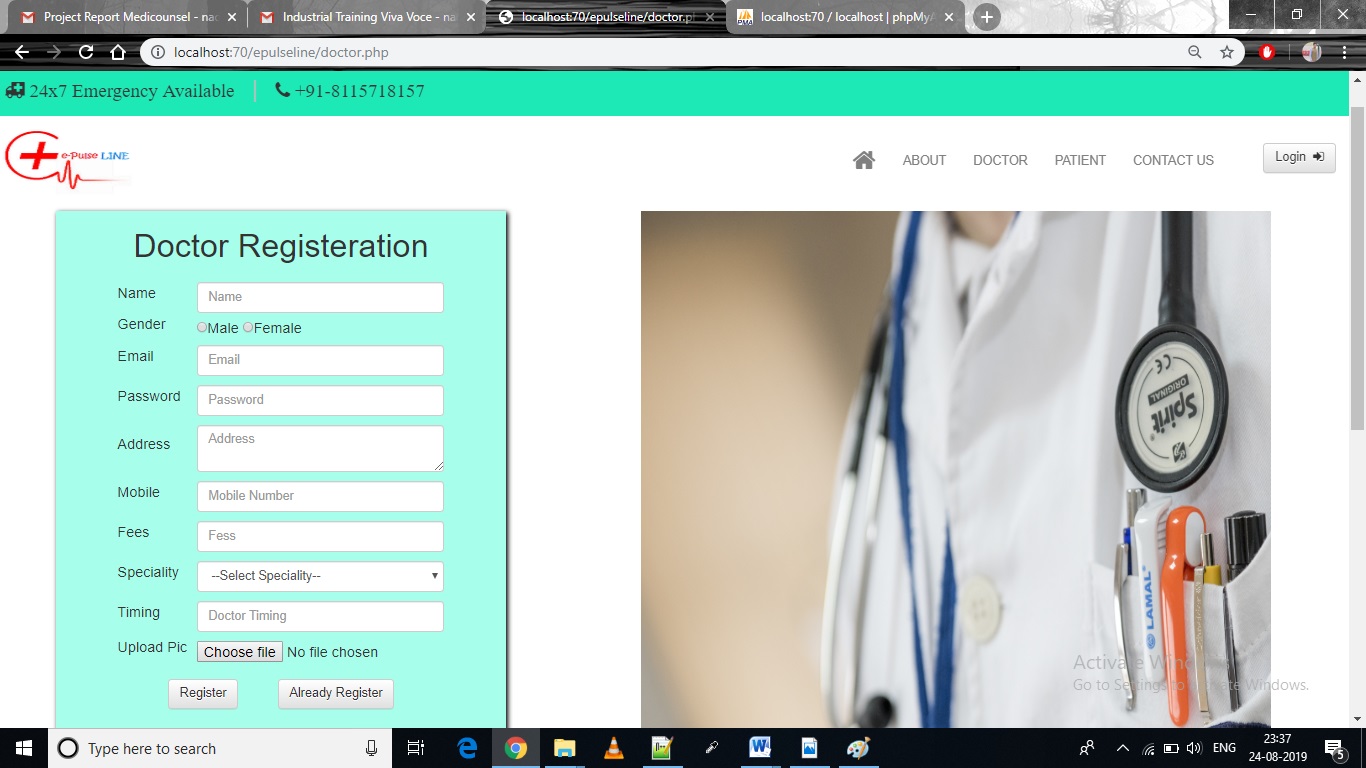 Project Report Medicounsel - nac
Industrial Training Viva Voce - na
localhost:70/epulseline/doctor.p
localhost:70 / localhost | phpMyA
localhost:70/epulseline/doctor.php
24x7 Emergency Available
+91-8115718157
e-Pulse LINE
ABOUT
DOCTOR
PATIENT
CONTACT US
Login
Doctor Registeration
Name
Name
Gender
Male Female
Email
Email
Password
Password
Address
Address
Mobile
Mobile Number
Fees
Fess
Speciality
--Select Speciality--
Timing
Doctor Timing
Upload Pic
Choose file No file chosen
Register
Already Register
CE
ORIGINAL
Spirit
LAMAL
Activate Windows
Go to Settings to activate Windows.
Type here to search
ENG
23:37
24-08-2019
5